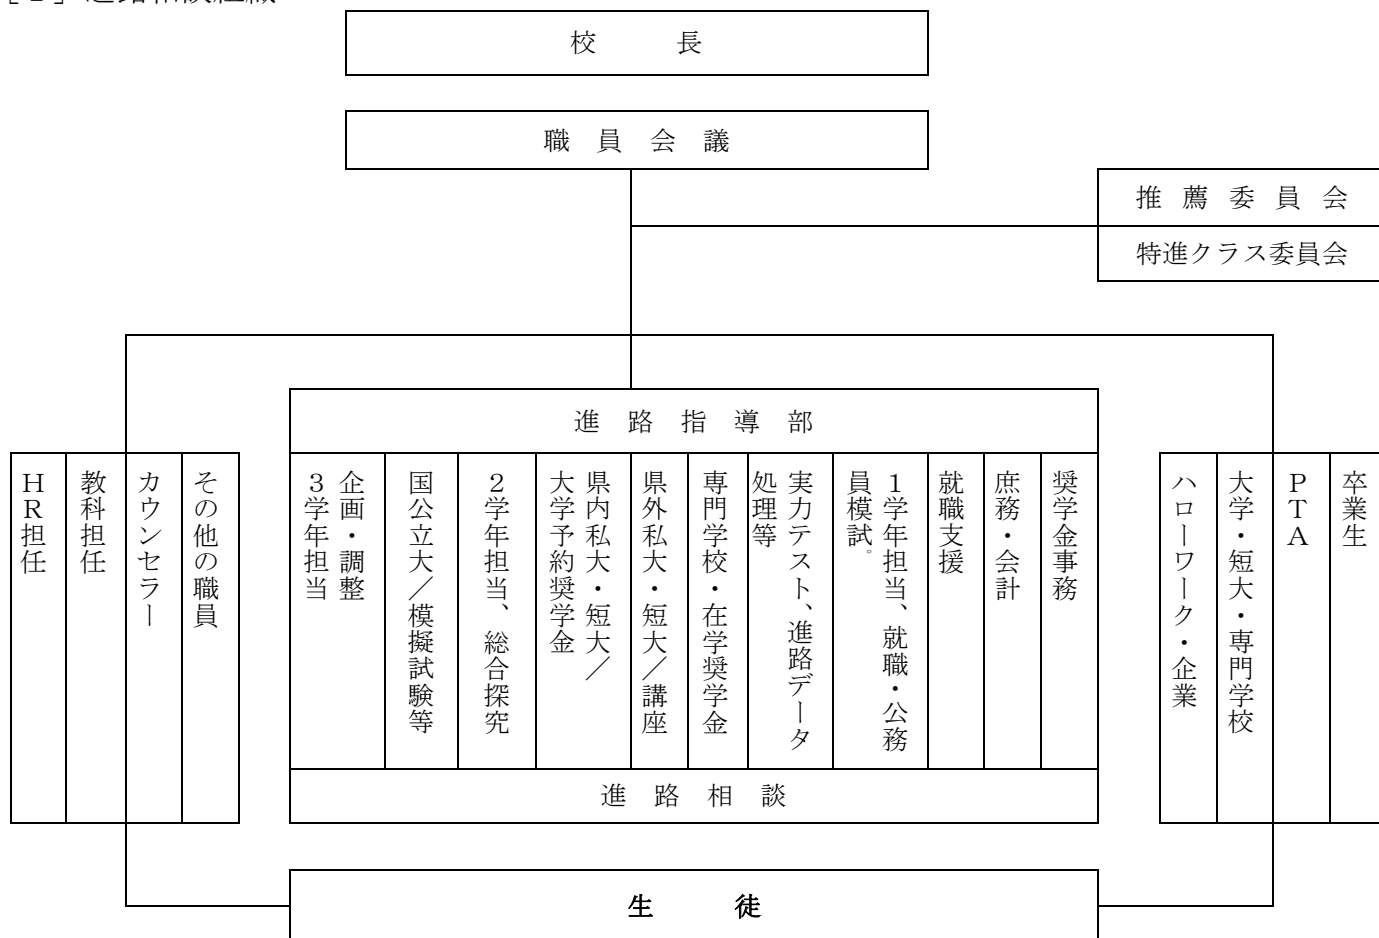 校長
職員会議
推薦委員会
特進クラス委員会
進路指導部
HR担任
教科担任
カウンセラー
その他の職員
企画・調整
3学年担当
国公立大/模擬試験等
2学年担当、総合探究
県内私大・短大/
大学予約奨学金
県外私大・短大/講座
専門学校・在学奨学金
実力テスト、進路データ
処理等
1学年担当、就職・公務
員模試。
就職支援
庶務・会計
奨学金事務
ハローワーク・企業
大学・短大・専門学校
PTA
卒業生
進路相談
生徒